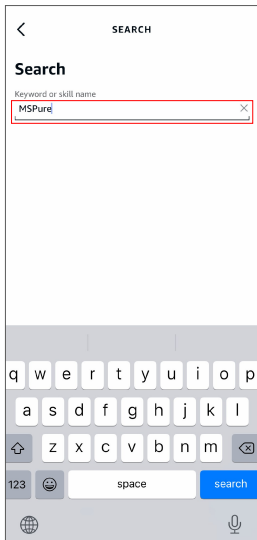 SEARCH
Search
Keyword or skill name
MSPure
q w e r t y u i o p
a s d f g h j k l
z x c v b n m
123 space search